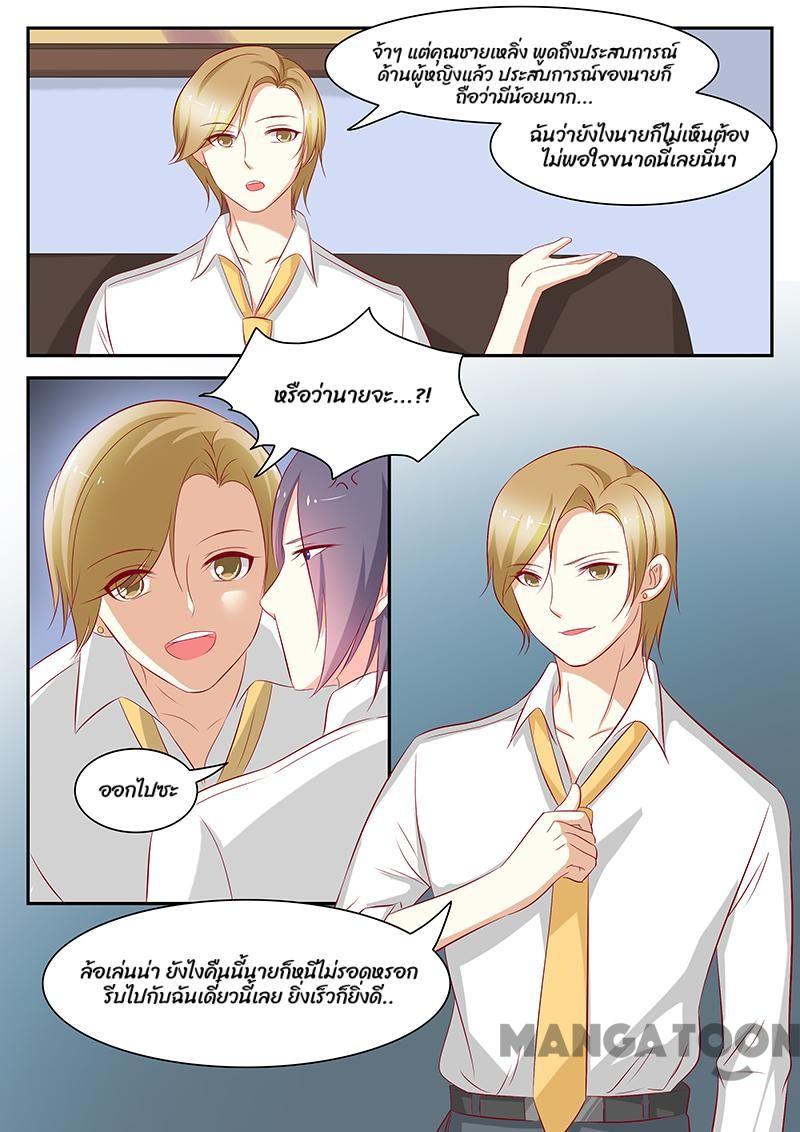 จ้าๆ แต่คุณชายเหลิ่ง พูดถึงประสบการณ์
ด้านผู้หญิงแล้ว ประสบการณ์ของนายก็
ถือว่ามีน้อยมาก...
ฉันว่ายังไงนายก็ไม่เห็นต้อง
ไม่พอใจขนาดนี้เลยนี่นา
หรือว่านายจะ...?!
ออกไปซะ
ล้อเล่นน่า ยังไงคืนนี้นายก็หนีไม่รอดหรอก
รีบไปกับฉันเดี๋ยวนี้เลย ยิ่งเร็วก็ยิ่งดี..
MANGATOON